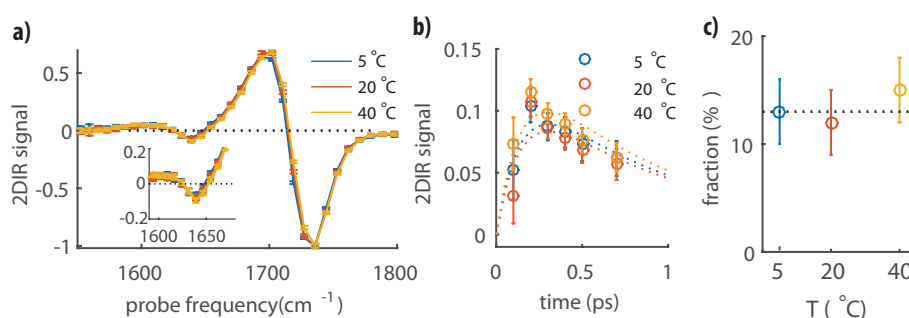 a)
2DIR signal
0.5
0
-0.5
-1
1600
1700
1800
probe frequency(cm -1)
5 °C
20 °C
40 °C
0.2
0
-0.2
1600
1650
b)
2DIR signal
0.15
0.1
0.05
0
0
0.5
1
time (ps)
5 °C
20 °C
40 °C
c)
fraction (% )
20
10
0
5
20
40
T ( °C)